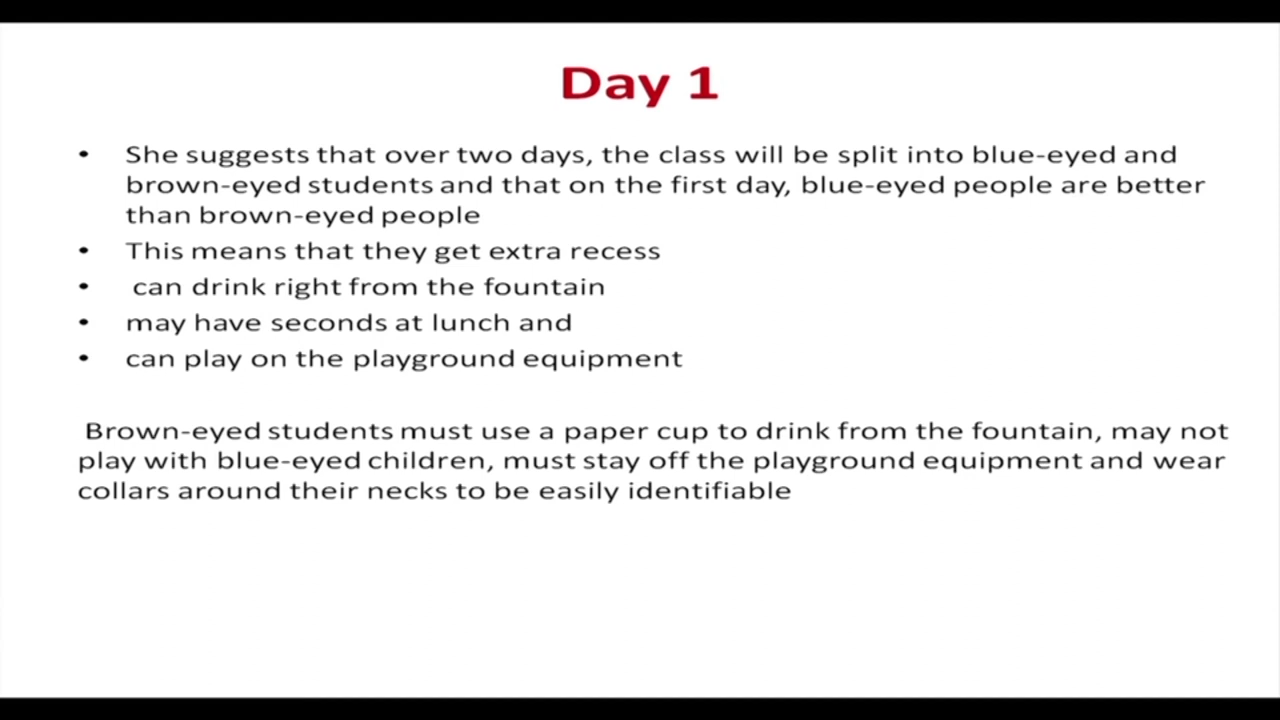 Day 1
• She suggests that over two days, the class will be split into blue-eyed and
brown-eyed students and that on the first day, blue-eyed people are better
than brown-eyed people
• This means that they get extra recess
• can drink right from the fountain
• may have seconds at lunch and
• can play on the playground equipment
Brown-eyed students must use a paper cup to drink from the fountain, may not
play with blue-eyed children, must stay off the playground equipment and wear
collars around their necks to be easily identifiable